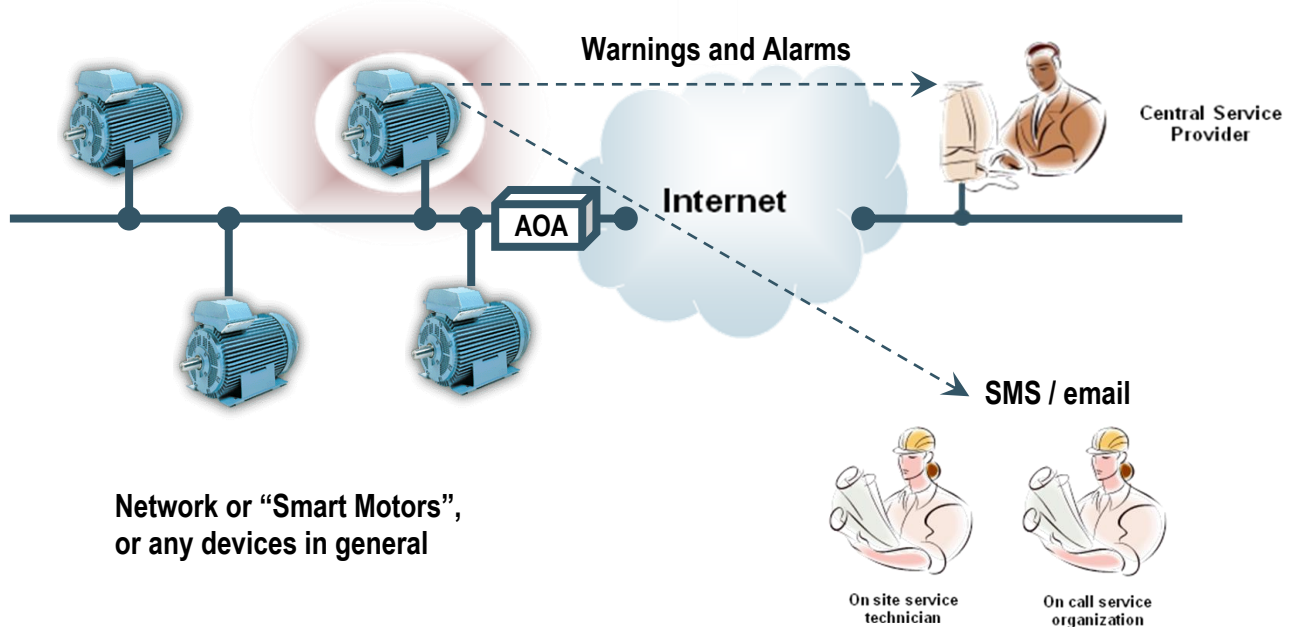 Warnings and Alarms
Central Service
Provider
Internet
AOA
SMS / email
Network or “Smart Motors”,
or any devices in general
On site service
technician
On call service
organization